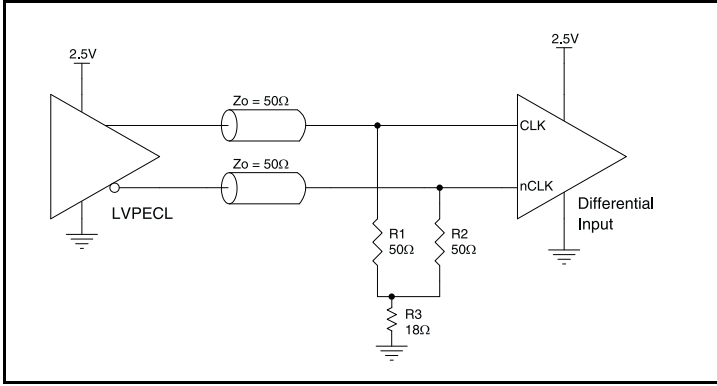 2.5V
2.5V
Zo = 50Ω
CLK
Zo = 50Ω
nCLK
LVPECL
Differential
Input
R1
50Ω
R2
50Ω
R3
18Ω